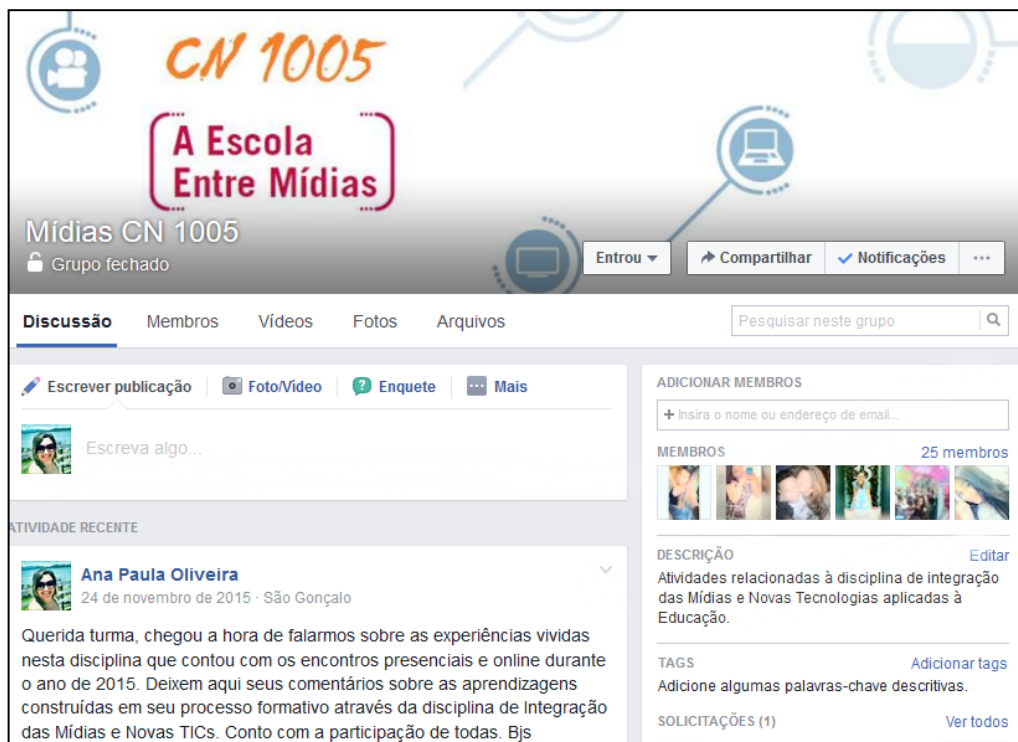 CN 1005
A Escola
Entre Mídias
Mídias CN 1005
Grupo fechado
Entrou
Compartilhar
Notificações
Discussão Membros Vídeos Fotos Arquivos
Pesquisar neste grupo
Escrever publicação Foto/Vídeo Enquete Mais
Escreva algo...
ATIVIDADE RECENTE
Ana Paula Oliveira
24 de novembro de 2015 · São Gonçalo
Querida turma, chegou a hora de falarmos sobre as experiências vividas
nesta disciplina que contou com os encontros presenciais e online durante
o ano de 2015. Deixem aqui seus comentários sobre as aprendizagens
construídas em seu processo formativo através da disciplina de Integração
das Mídias e Novas TICs. Conto com a participação de todas. Bjs
ADICIONAR MEMBROS
+ Insira o nome ou endereço de email...
MEMBROS 25 membros
DESCRIÇÃO Editar
Atividades relacionadas à disciplina de integração
das Mídias e Novas Tecnologias aplicadas à
Educação.
TAGS Adicionar tags
Adicione algumas palavras-chave descritivas.
SOLICITAÇÕES (1) Ver todos